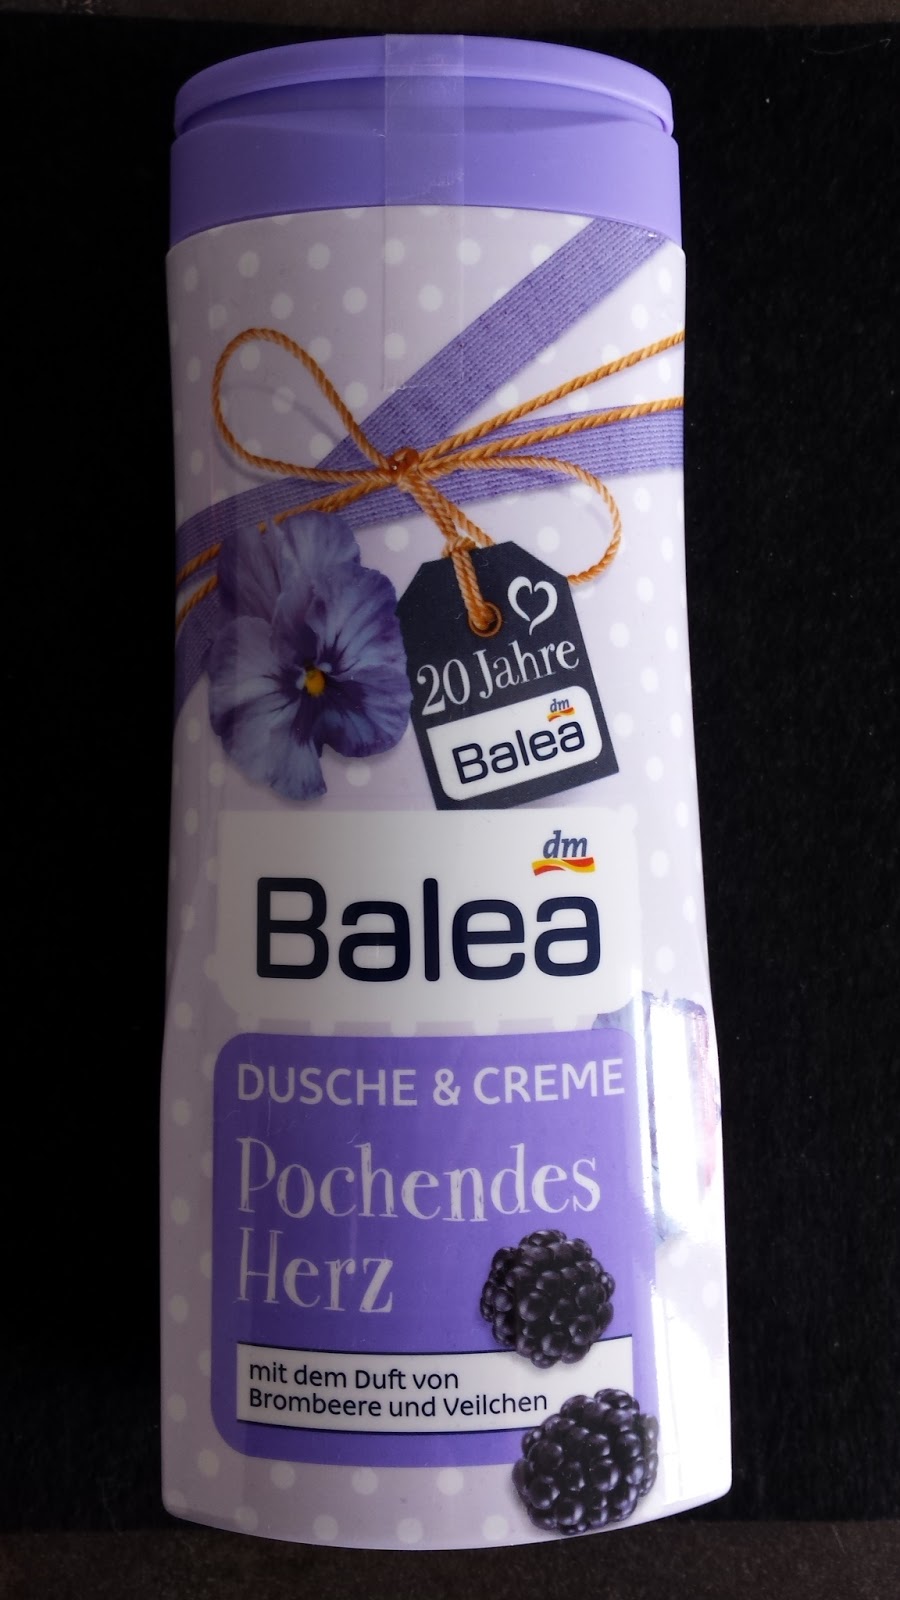 20 Jahre
dm
Balea
dm
Balea
DUSCHE & CREME
Pochendes
Herz
mit dem Duft von
Brombeere und Veilchen